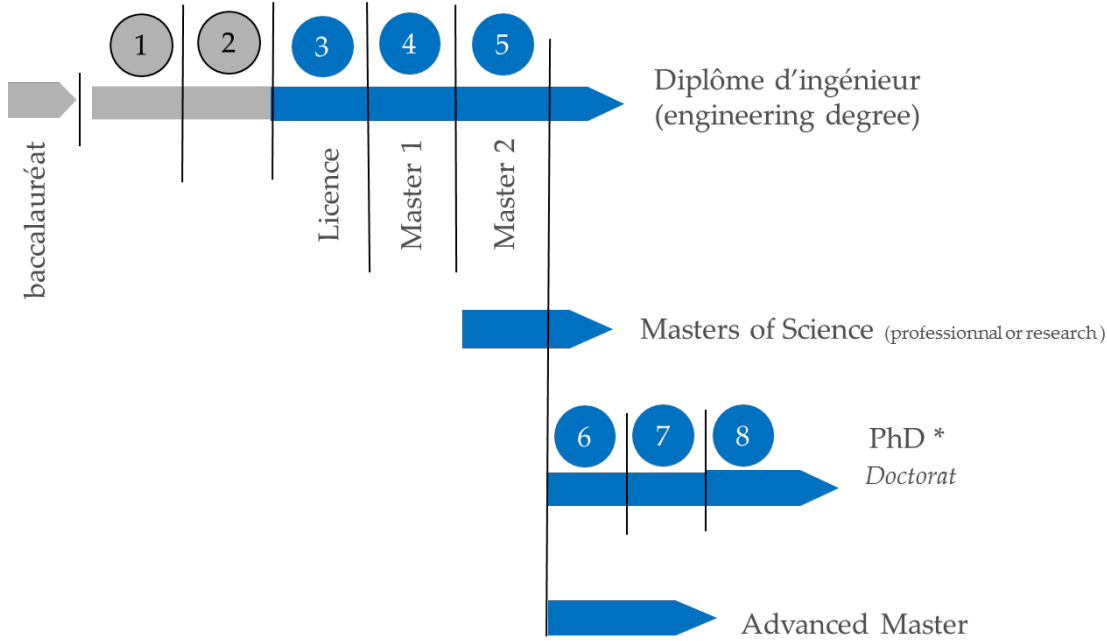 1
2
3
4
5
Diplôme d’ingénieur
(engineering degree)
baccalauréat
Licence
Master 1
Master 2
Masters of Science (professionnal or research )
6
7
8
PhD *
Doctorat
Advanced Master